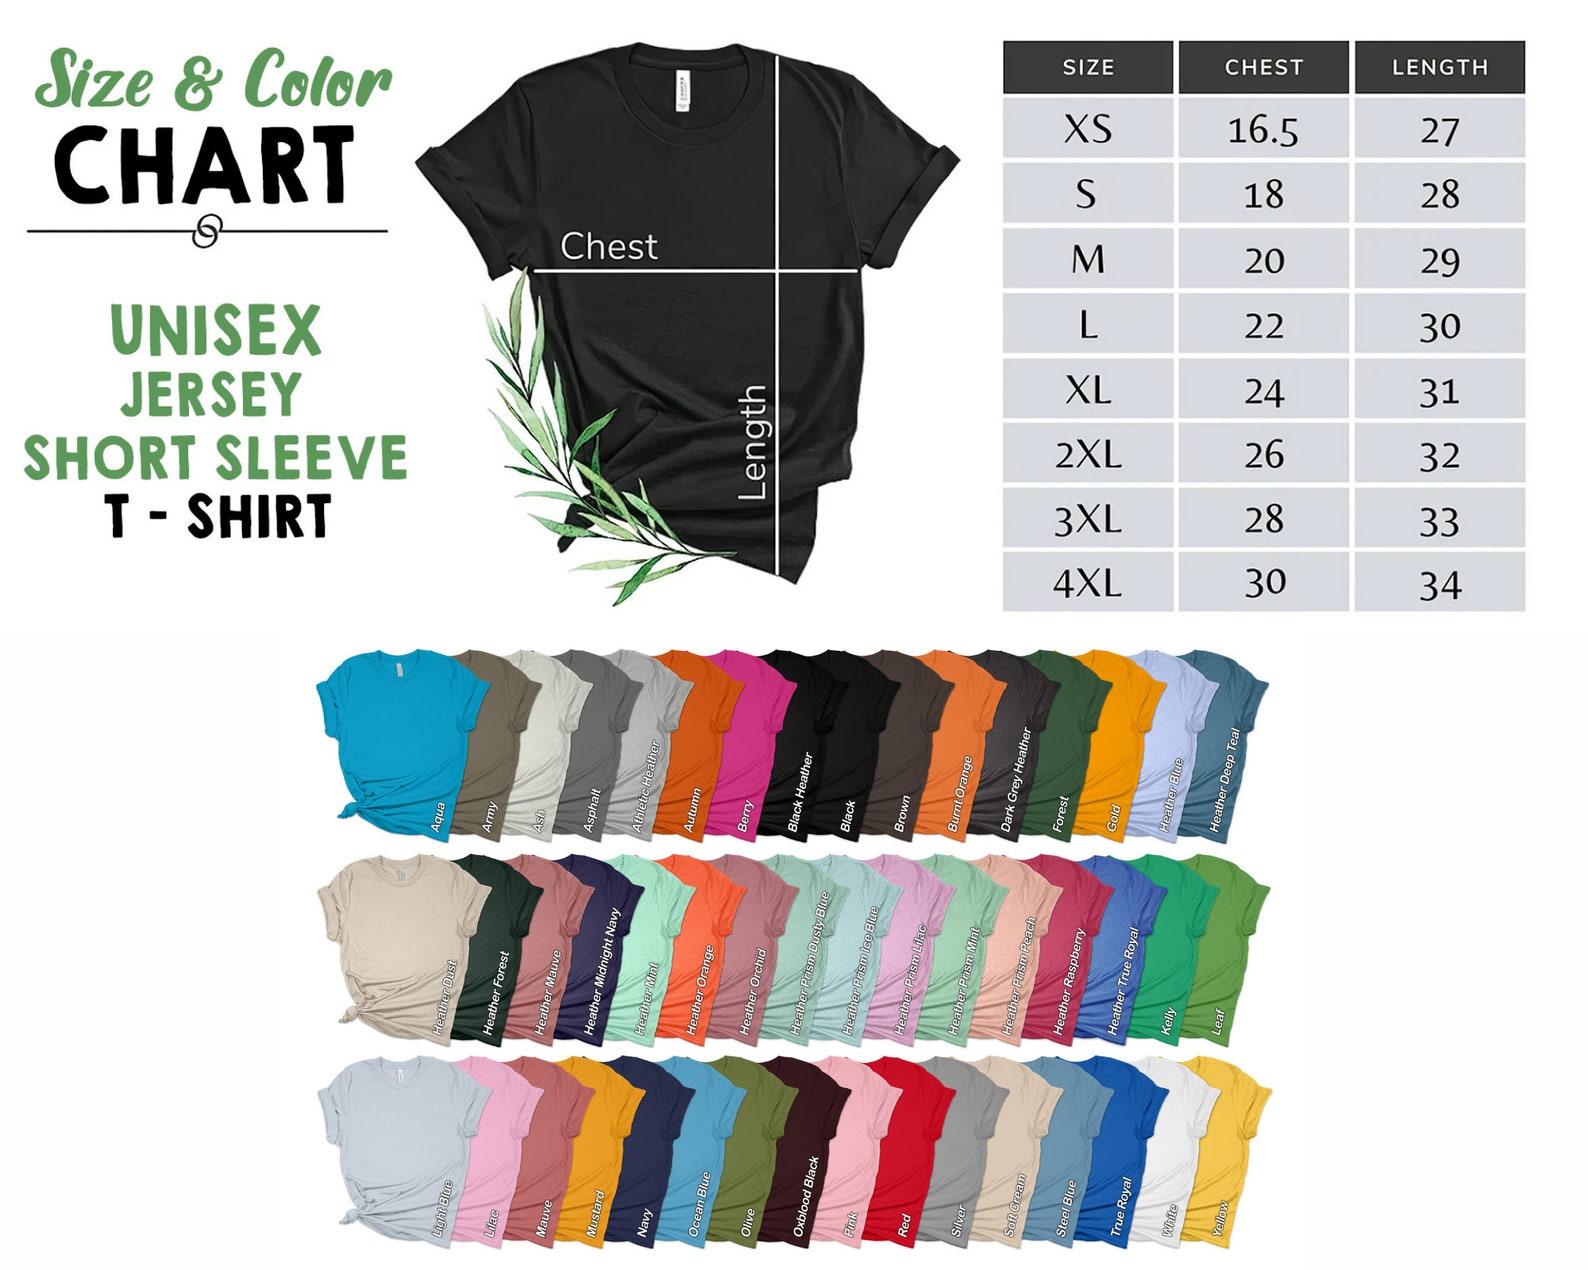 Size & Color
CHART
UNISEX
JERSEY
SHORT SLEEVE
T - SHIRT
Chest
Length
SIZE CHEST LENGTH
XS 16.5 27
S 18 28
M 20 29
L 22 30
XL 24 31
2XL 26 32
3XL 28 33
4XL 30 34
Aqua
Army
Ash
Asphalt
Athletic Heather
Autumn
Berry
Black Heather
Black
Brown
Burnt Orange
Dark Grey Heather
Forest
Gold
Heather Blue
Heather Deep Teal
Heather Dust
Heather Forest
Heather Mauve
Heather Midnight Navy
Heather Mint
Heather Orange
Heather Orchid
Heather Prism Dusty Blue
Heather Prism Ice Blue
Heather Prism Lilac
Heather Prism Mint
Heather Prism Peach
Heather Raspberry
Heather True Royal
Kelly
Leaf
Light Blue
Lilac
Mauve
Mustard
Navy
Ocean Blue
Olive
Oxblood Black
Pink
Red
Silver
Soft Cream
Steel Blue
True Royal
White
Yellow